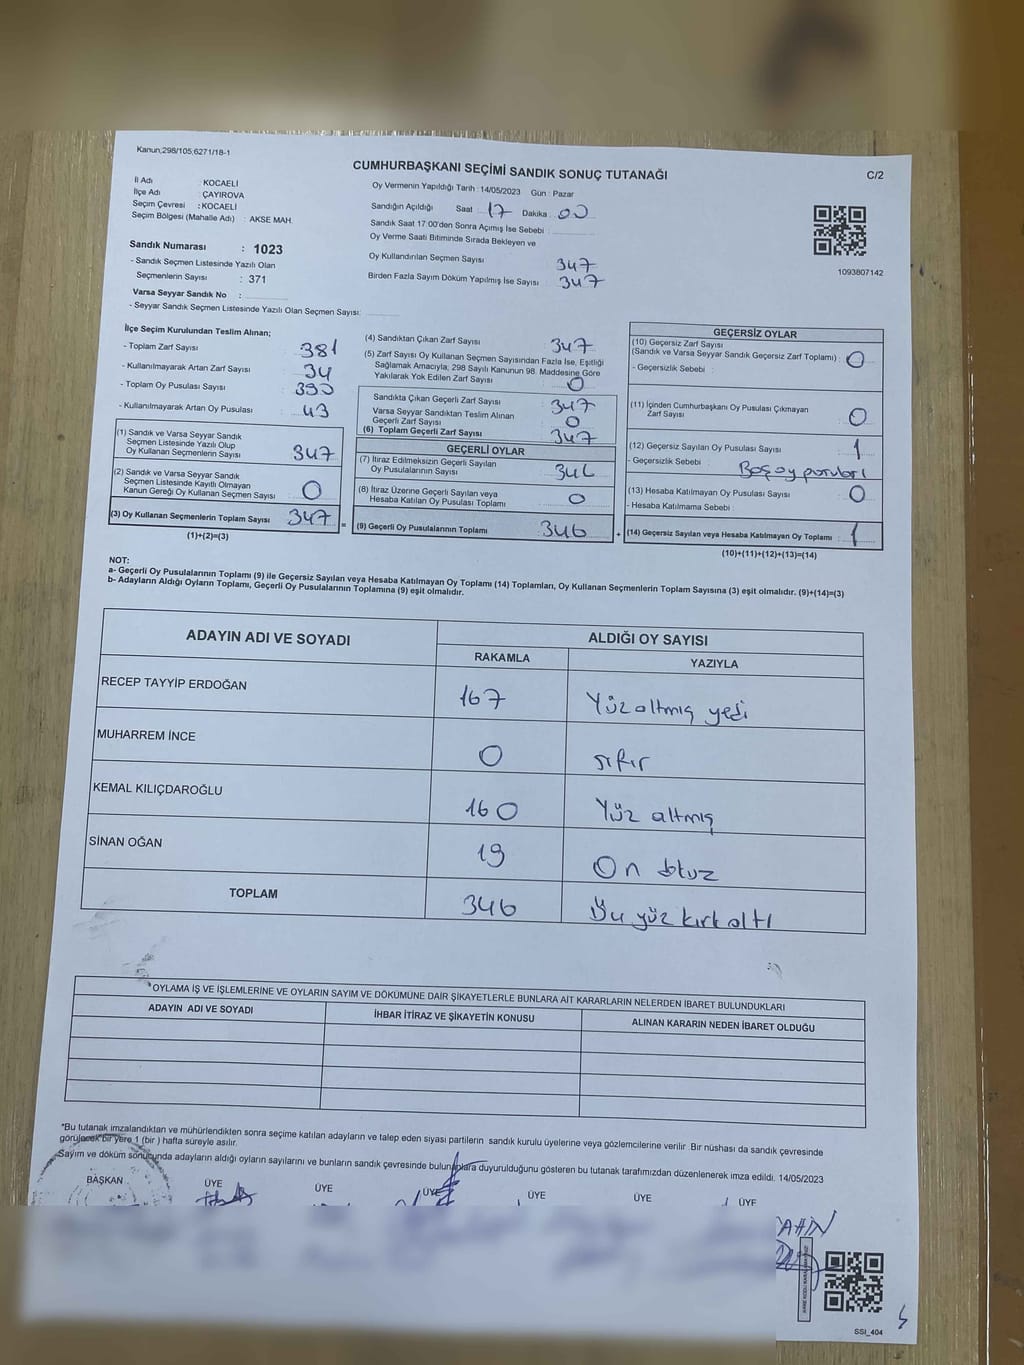 Kanun;298/105;6271/18-1
CUMHURBAŞKANI SEÇİMİ SANDIK SONUÇ TUTANAĞI
C/2
İl Adı : KOCAELİ
İlçe Adı : ÇAYIROVA
Seçim Çevresi : KOCAELİ
Seçim Bölgesi (Mahalle Adı) : AKSE MAH.
Oy Vermenin Yapıldığı Tarih : 14/05/2023 Gün : Pazar
Sandığın Açıldığı Saat : 17 Dakika : 00
Sandık Saat 17:00'den Sonra Açımış İse Sebebi :
Oy Verme Saati Bitiminde Sırada Bekleyen ve
Oy Kullandırılan Seçmen Sayısı 347
Birden Fazla Sayım Döküm Yapılmış İse Sayısı 347
1093807142
Sandık Numarası : 1023
- Sandık Seçmen Listesinde Yazılı Olan
Seçmenlerin Sayısı : 371
Varsa Seyyar Sandık No :
- Seyyar Sandık Seçmen Listesinde Yazılı Olan Seçmen Sayısı:
İlçe Seçim Kurulundan Teslim Alınan;
- Toplam Zarf Sayısı 381
- Kullanılmayarak Artan Zarf Sayısı 34
- Toplam Oy Pusulası Sayısı 390
- Kullanılmayarak Artan Oy Pusulası 43
(1) Sandık ve Varsa Seyyar Sandık
Seçmen Listesinde Yazılı Olup
Oy Kullanan Seçmenlerin Sayısı 347
(2) Sandık ve Varsa Seyyar Sandık
Seçmen Listesinde Kayıtlı Olmayan
Kanun Gereği Oy Kullanan Seçmen Sayısı 0
(3) Oy Kullanan Seçmenlerin Toplam Sayısı 347 =
(1)+(2)=(3)
(4) Sandıktan Çıkan Zarf Sayısı 347
(5) Zarf Sayısı Oy Kullanan Seçmen Sayısından Fazla İse, Eşitliği
Sağlamak Amacıyla; 298 Sayılı Kanunun 98. Maddesine Göre
Yakılarak Yok Edilen Zarf Sayısı 0
Sandıkta Çıkan Geçerli Zarf Sayısı : 347
Varsa Seyyar Sandıktan Teslim Alınan
Geçerli Zarf Sayısı : 0
(6) Toplam Geçerli Zarf Sayısı 347
GEÇERLİ OYLAR
(7) İtiraz Edilmeksizin Geçerli Sayılan
Oy Pusulalarının Sayısı : 346
(8) İtiraz Üzerine Geçerli Sayılan veya
Hesaba Katılan Oy Pusulası Toplamı : 0
(9) Geçerli Oy Pusulalarının Toplamı 346 +
GEÇERSİZ OYLAR
(10) Geçersiz Zarf Sayısı
(Sandık ve Varsa Seyyar Sandık Geçersiz Zarf Toplamı) : 0
- Geçersizlik Sebebi :
(11) İçinden Cumhurbaşkanı Oy Pusulası Çıkmayan
Zarf Sayısı 0
(12) Geçersiz Sayılan Oy Pusulası Sayısı : 1
- Geçersizlik Sebebi : Boş oy pusulası
(13) Hesaba Katılmayan Oy Pusulası Sayısı : 0
- Hesaba Katılmama Sebebi :
(14) Geçersiz Sayılan veya Hesaba Katılmayan Oy Toplamı : 1
(10)+(11)+(12)+(13)=(14)
NOT:
a- Geçerli Oy Pusulalarının Toplamı (9) ile Geçersiz Sayılan veya Hesaba Katılmayan Oy Toplamı (14) Toplamları, Oy Kullanan Seçmenlerin Toplam Sayısına (3) eşit olmalıdır. (9)+(14)=(3)
b- Adayların Aldığı Oyların Toplamı, Geçerli Oy Pusulalarının Toplamına (9) eşit olmalıdır.
ADAYIN ADI VE SOYADI
ALDIĞI OY SAYISI
RAKAMLA YAZIYLA
RECEP TAYYİP ERDOĞAN 167 Yüz altmış yedi
MUHARREM İNCE 0 sıfır
KEMAL KILIÇDAROĞLU 160 Yüz altmış
SİNAN OĞAN 19 On dokuz
TOPLAM 346 Üç yüz kırk altı
OYLAMA İŞ VE İŞLEMLERİNE VE OYLARIN SAYIM VE DÖKÜMÜNE DAİR ŞİKAYETLERLE BUNLARA AİT KARARLARIN NELERDEN İBARET BULUNDUKLARI
ADAYIN ADI VE SOYADI İHBAR İTİRAZ VE ŞİKAYETİN KONUSU ALINAN KARARIN NEDEN İBARET OLDUĞU
*Bu tutanak imzalandıktan ve mühürlendikten sonra seçime katılan adayların ve talep eden siyasi partilerin sandık kurulu üyelerine veya gözlemcilerine verilir. Bir nüshası da sandık çevresinde
görülecek bir yere 1 (bir ) hafta süreyle asılır.
Sayım ve döküm sonucunda adayların aldığı oyların sayılarını ve bunların sandık çevresinde bulunanlara duyurulduğunu gösteren bu tutanak tarafımızdan düzenlenerek imza edildi. 14/05/2023
BAŞKAN ÜYE ÜYE ÜYE ÜYE ÜYE ÜYE
SSI_404